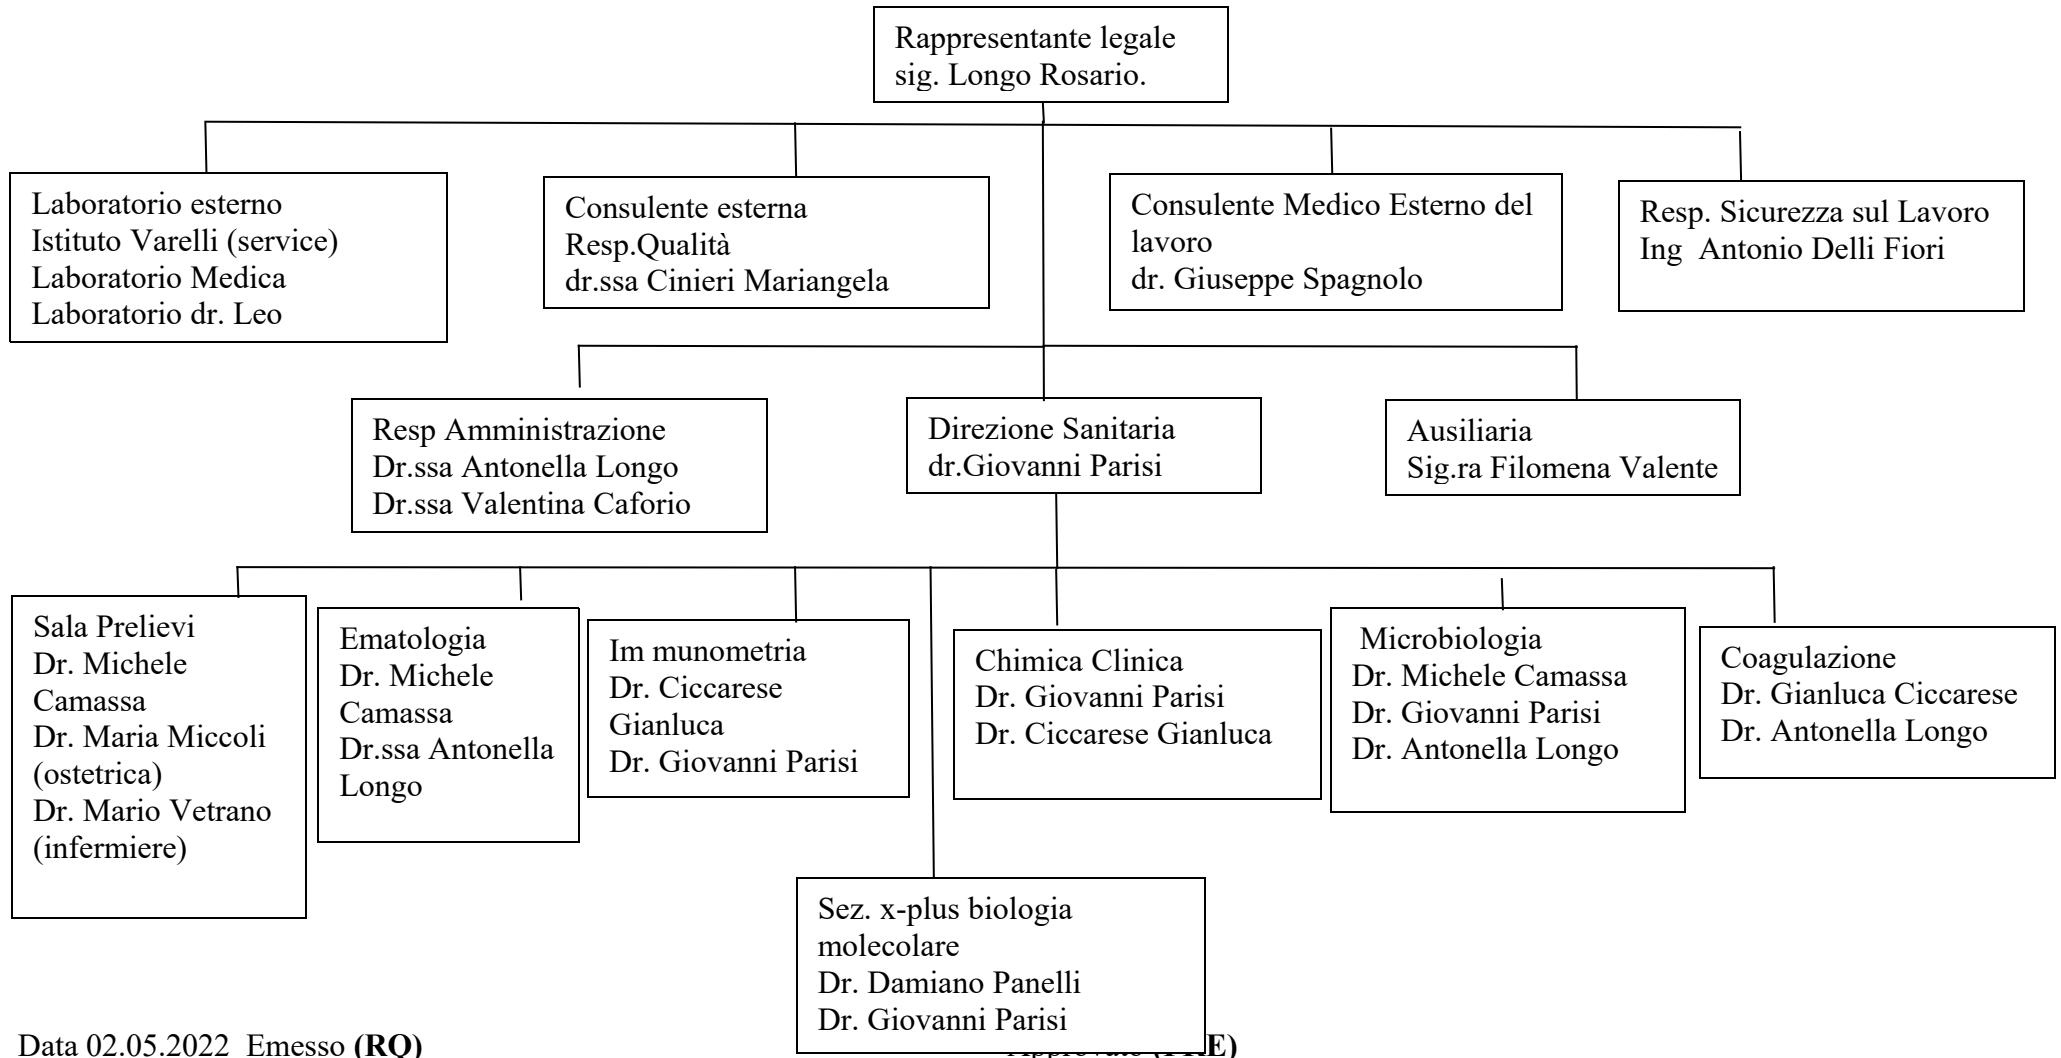 Rappresentante legale
sig. Longo Rosario.
Laboratorio esterno
Istituto Varelli (service)
Laboratorio Medica
Laboratorio dr. Leo
Consulente esterna
Resp.Qualità
dr.ssa Cinieri Mariangela
Consulente Medico Esterno del
lavoro
dr. Giuseppe Spagnolo
Resp. Sicurezza sul Lavoro
Ing  Antonio Delli Fiori
Resp Amministrazione
Dr.ssa Antonella Longo
Dr.ssa Valentina Caforio
Direzione Sanitaria
dr.Giovanni Parisi
Ausiliaria
Sig.ra Filomena Valente
Sala Prelievi
Dr. Michele
Camassa
Dr. Maria Miccoli
(ostetrica)
Dr. Mario Vetrano
(infermiere)
Ematologia
Dr. Michele
Camassa
Dr.ssa Antonella
Longo
Im munometria
Dr. Ciccarese
Gianluca
Dr. Giovanni Parisi
Chimica Clinica
Dr. Giovanni Parisi
Dr. Ciccarese Gianluca
Microbiologia
Dr. Michele Camassa
Dr. Giovanni Parisi
Dr. Antonella Longo
Coagulazione
Dr. Gianluca Ciccarese
Dr. Antonella Longo
Sez. x-plus biologia
molecolare
Dr. Damiano Panelli
Dr. Giovanni Parisi
Data 02.05.2022  Emesso (RQ)